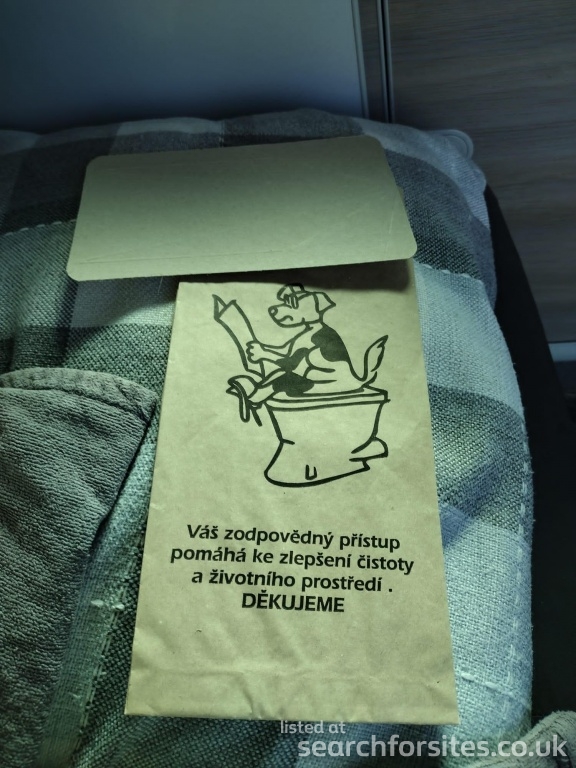 Váš zodpovědný přístup
pomáhá ke zlepšení čistoty
a životního prostředí .
DĚKUJEME
listed at
searchforsites.co.uk